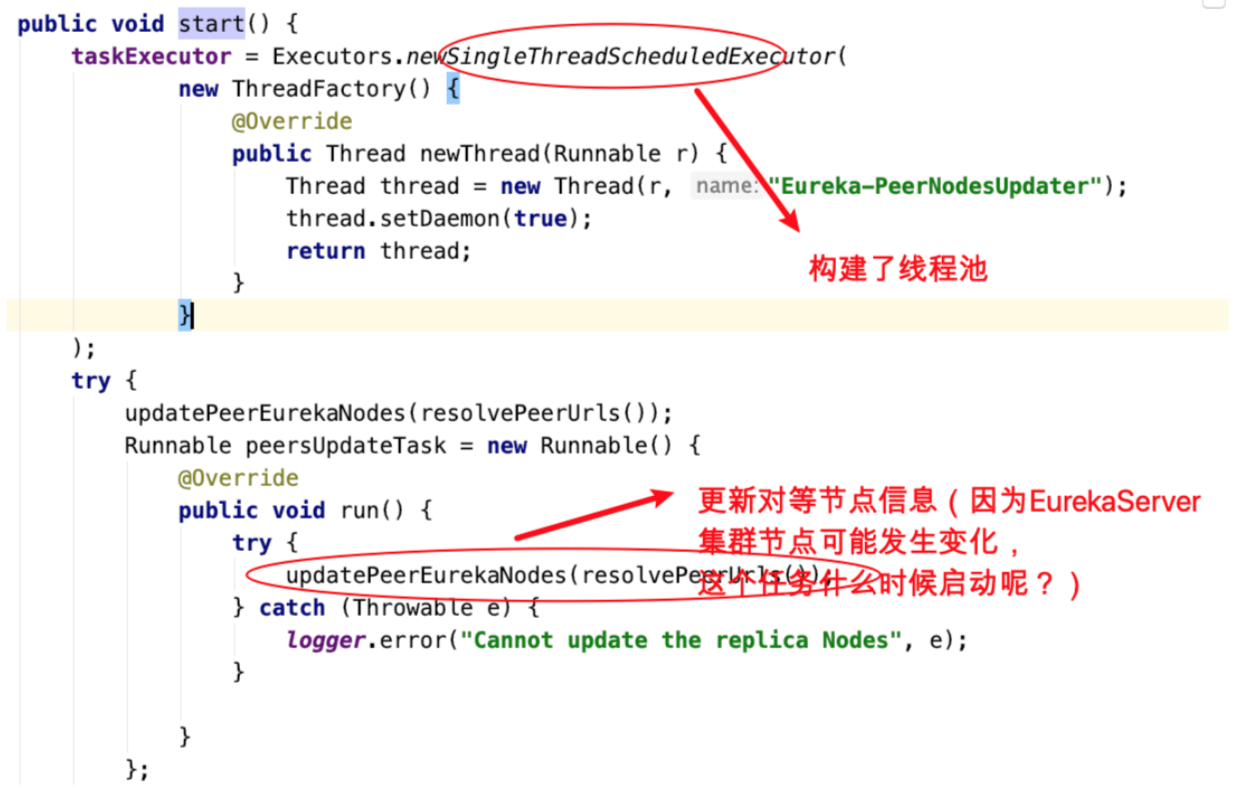 public void start() {
taskExecutor = Executors.newSingleThreadScheduledExecutor(
new ThreadFactory() {
@Override
public Thread newThread(Runnable r) {
Thread thread = new Thread(r, name: "Eureka-PeerNodesUpdater");
thread.setDaemon(true);
return thread;
构建了线程池
}
}
);
try {
updatePeerEurekaNodes(resolvePeerUrls());
Runnable peersUpdateTask = new Runnable() {
@Override
public void run() {
更新对等节点信息（因为EurekaServer
集群节点可能发生变化，
这个任务什么时候启动呢？）
try {
updatePeerEurekaNodes(resolvePeerUrls());
} catch (Throwable e) {
logger.error("Cannot update the replica Nodes", e);
}
}
};